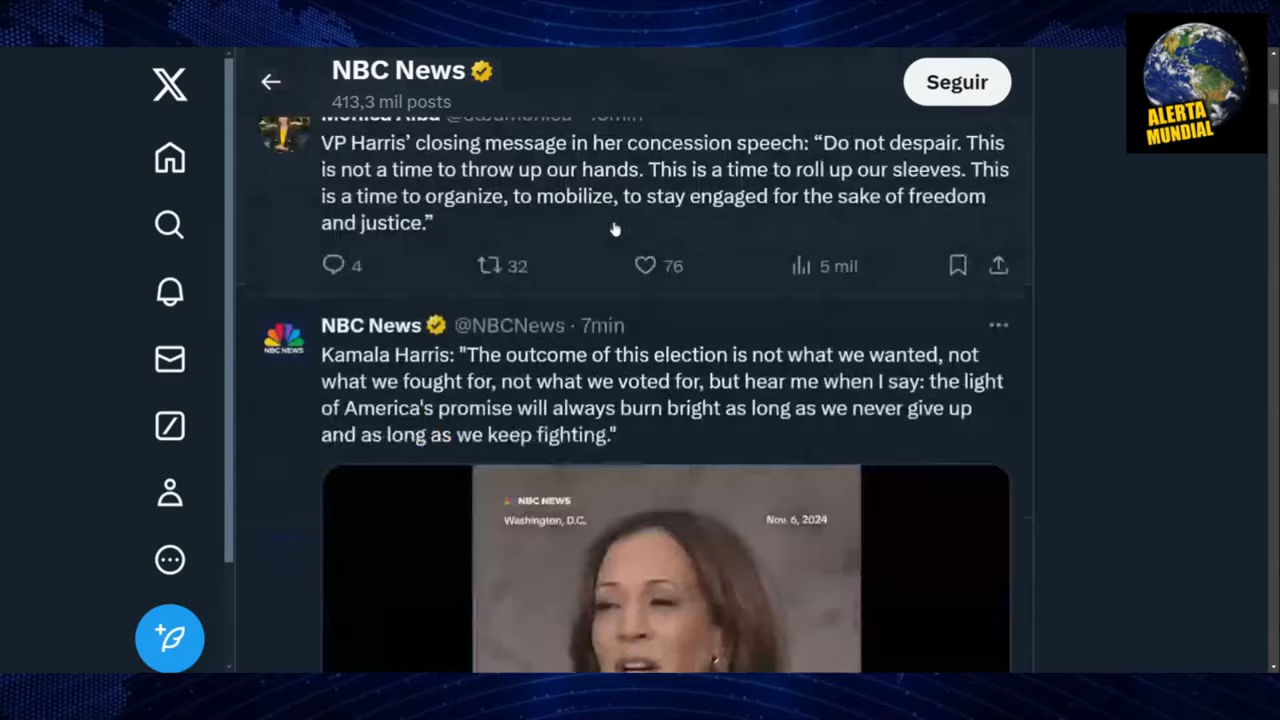 NBC News
413,3 mil posts
Seguir
ALERTA
MUNDIAL
VP Harris’ closing message in her concession speech: “Do not despair. This
is not a time to throw up our hands. This is a time to roll up our sleeves. This
is a time to organize, to mobilize, to stay engaged for the sake of freedom
and justice.”
4 32 76 5 mil
NBC News @NBCNews · 7min
NBC NEWS
Kamala Harris: "The outcome of this election is not what we wanted, not
what we fought for, not what we voted for, but hear me when I say: the light
of America's promise will always burn bright as long as we never give up
and as long as we keep fighting."
NBC NEWS
Washington, D.C.
Nov. 6, 2024